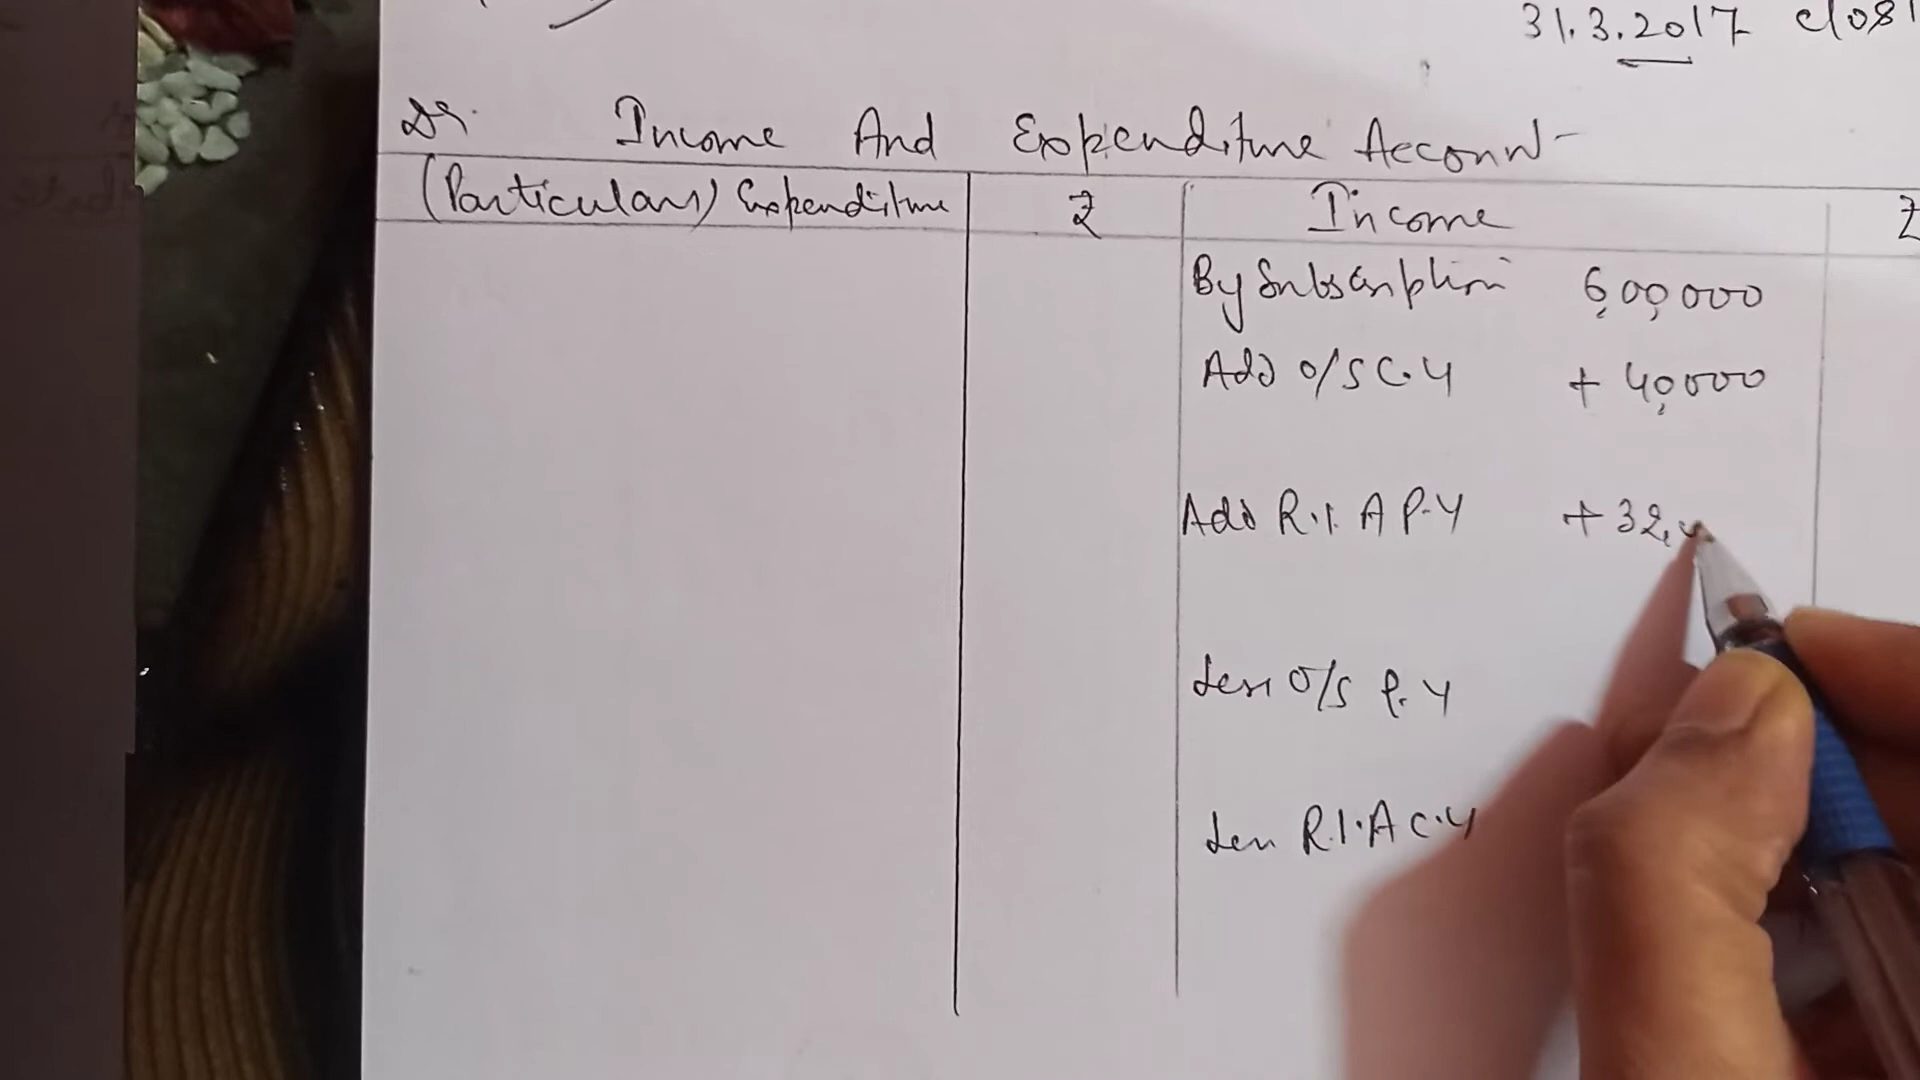 31.3.2017 clos
Dr. Income And Expenditure Account
(Particulars) Expenditure ₹ Income ₹
By Subscription 6,00,000
Add O/S C.Y + 40,000
Add R.I. A P.Y + 32,
Less O/S P.Y
Less R.I.A C.Y